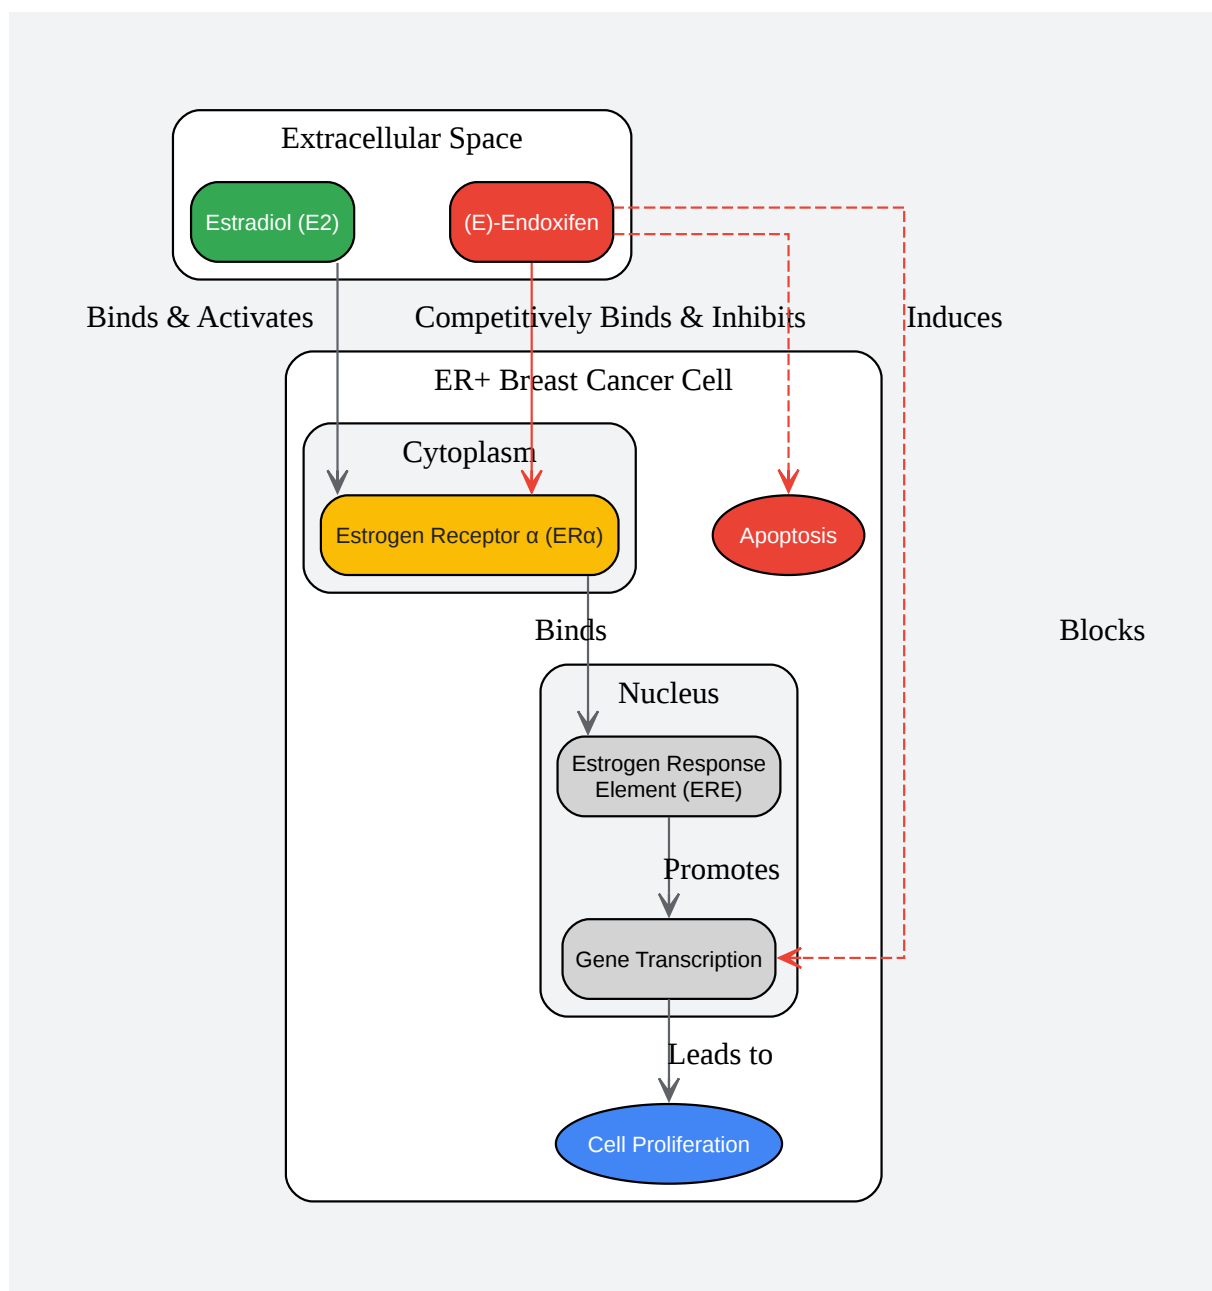 Extracellular Space
Estradiol (E2)
(E)-Endoxifen
Binds & Activates
Competitively Binds & Inhibits
Induces
ER+ Breast Cancer Cell
Cytoplasm
Estrogen Receptor α (ERα)
Apoptosis
Binds
Blocks
Nucleus
Estrogen Response
Element (ERE)
Promotes
Gene Transcription
Leads to
Cell Proliferation